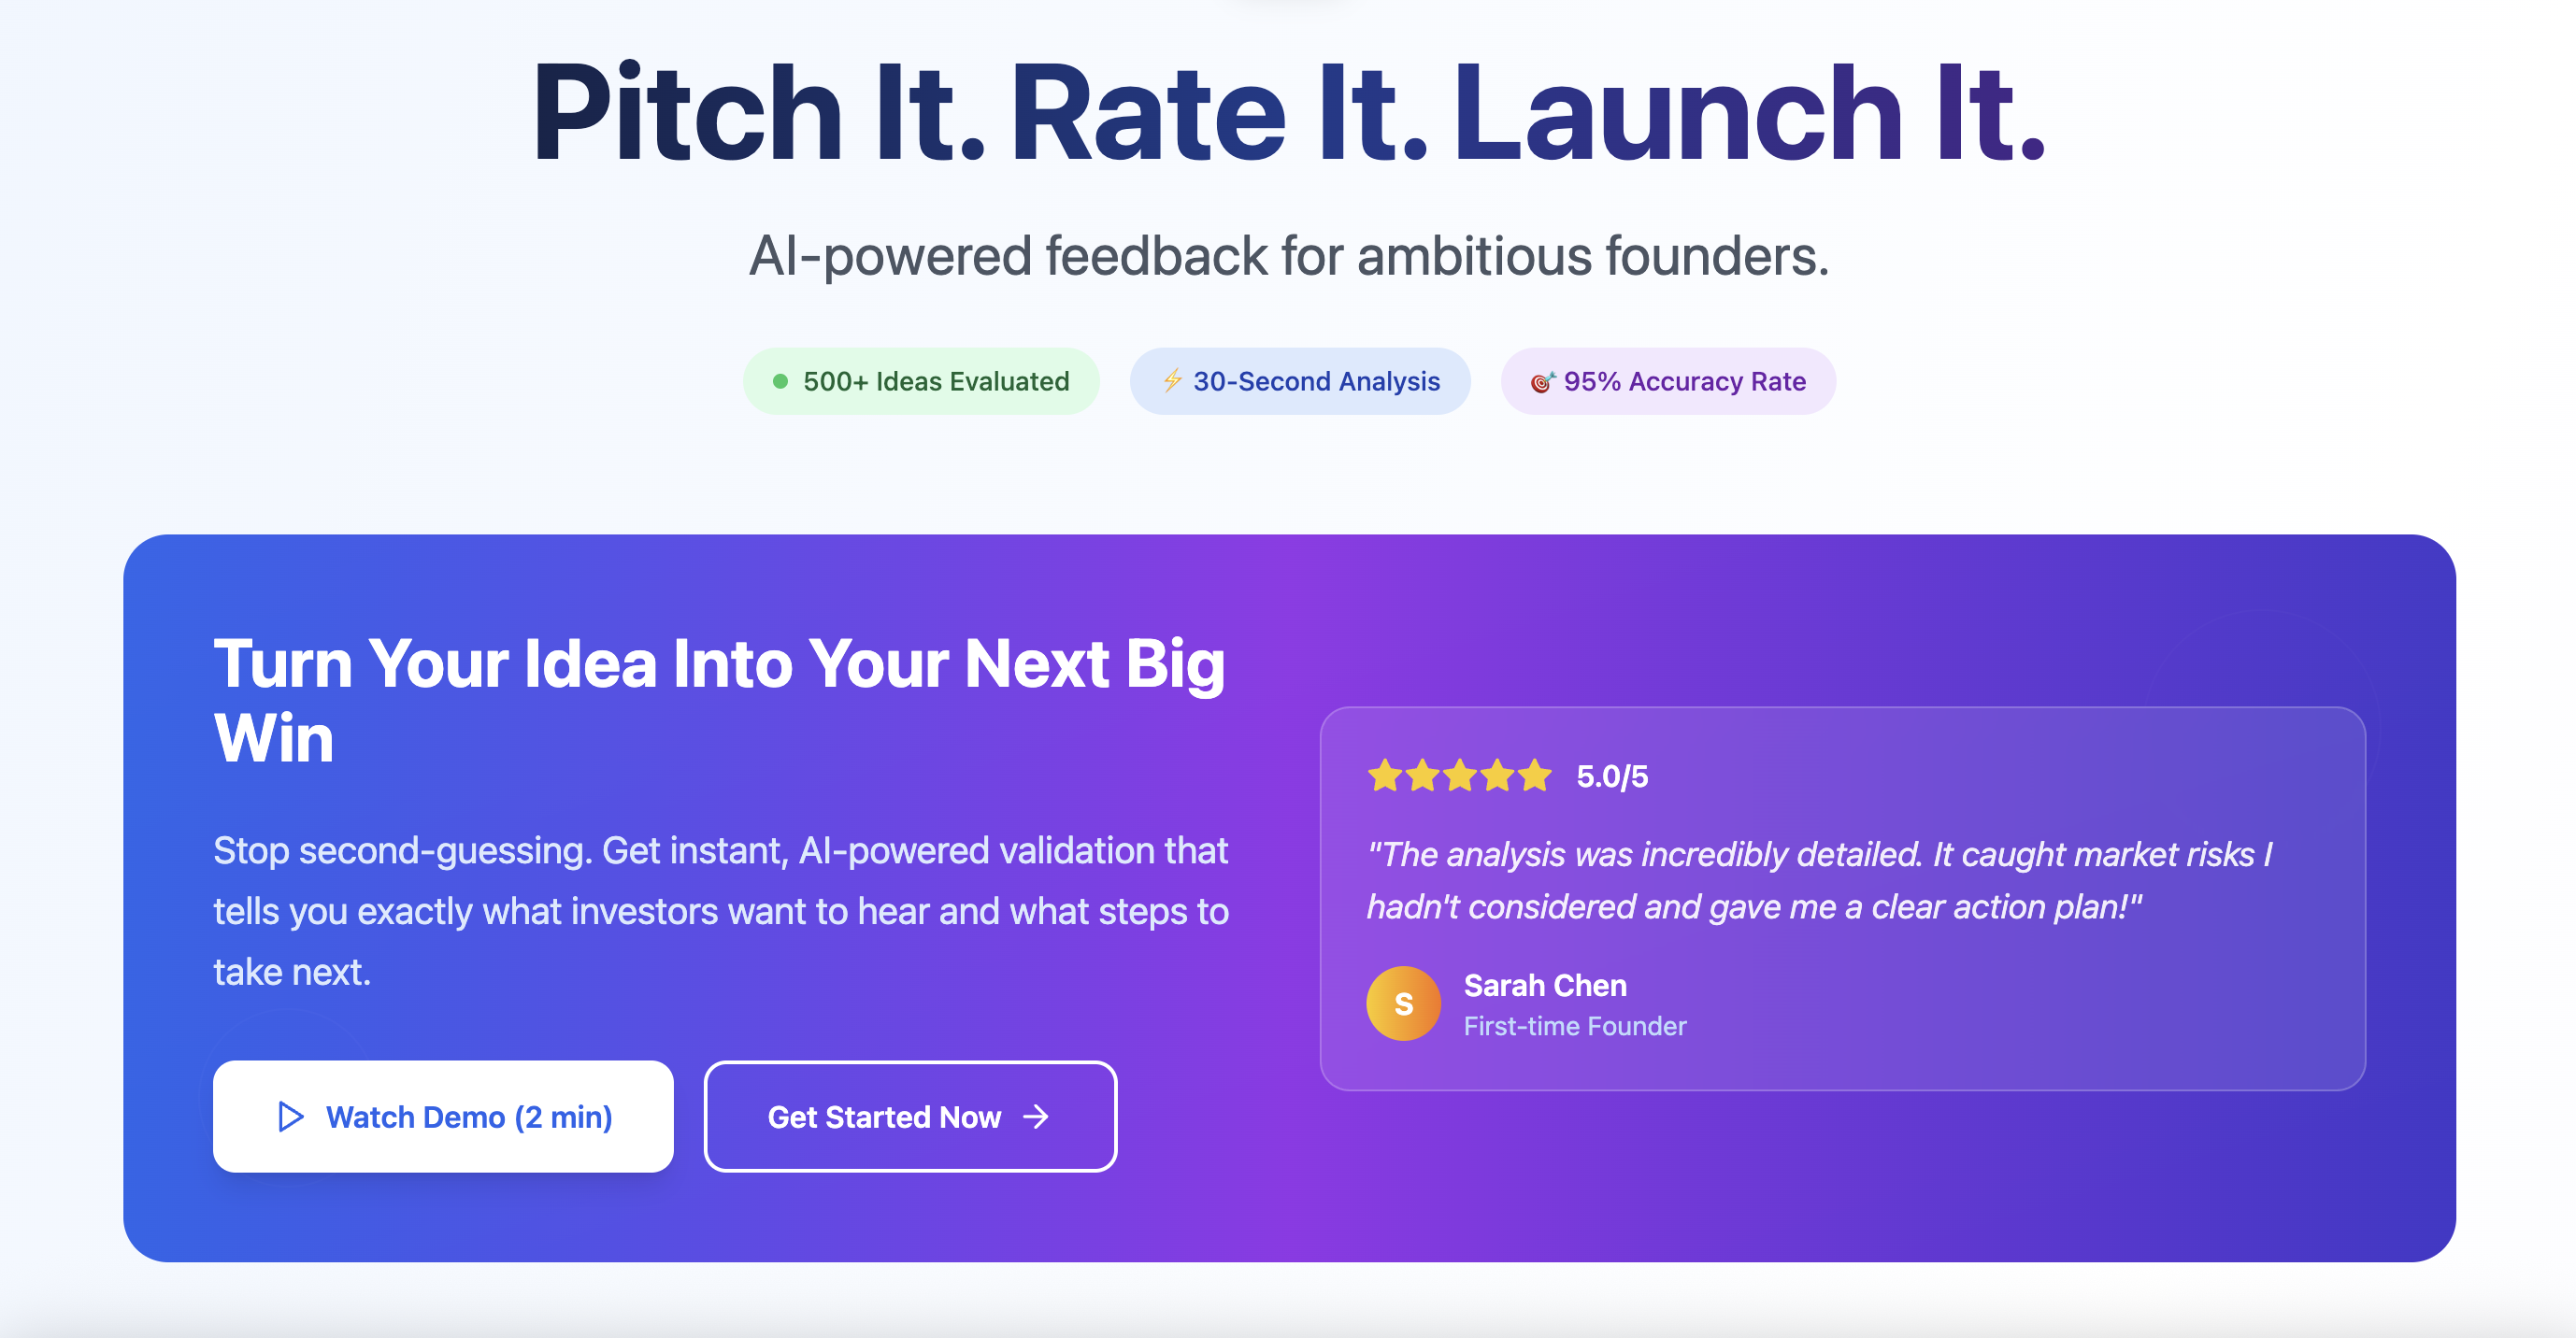 Pitch It. Rate It. Launch It.
AI-powered feedback for ambitious founders.
500+ Ideas Evaluated
⚡ 30-Second Analysis
🎯 95% Accuracy Rate
Turn Your Idea Into Your Next Big
Win
Stop second-guessing. Get instant, AI-powered validation that
tells you exactly what investors want to hear and what steps to
take next.
Watch Demo (2 min)
Get Started Now →
5.0/5
"The analysis was incredibly detailed. It caught market risks I
hadn't considered and gave me a clear action plan!"
S
Sarah Chen
First-time Founder